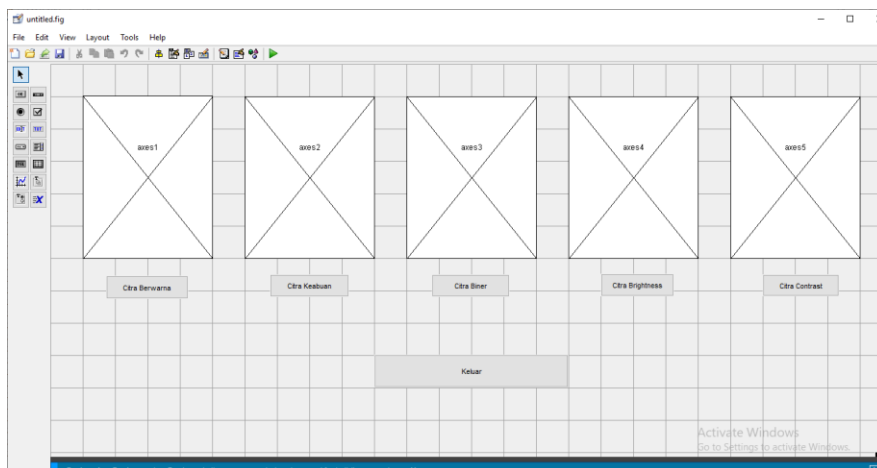 untitled.fig
File Edit View Layout Tools Help
axes1 axes2 axes3 axes4 axes5
Citra Berwarna Citra Keabuan Citra Biner Citra Brightness Citra Contrast
Keluar
Activate Windows
Go to Settings to activate Windows.